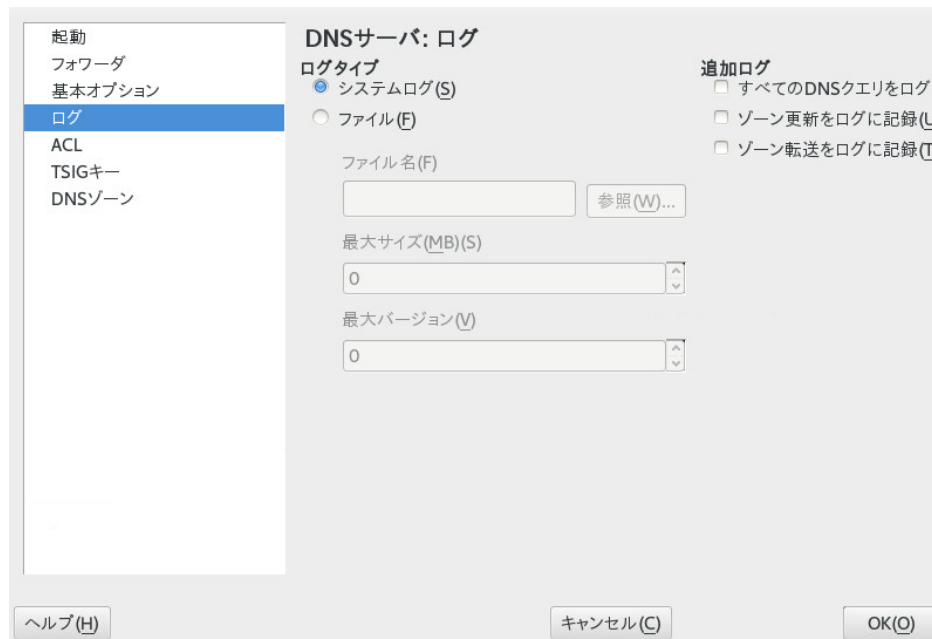 起動
フォワーダ
基本オプション
ログ
ACL
TSIGキー
DNSゾーン
DNSサーバ: ログ
ログタイプ
システムログ(S)
ファイル(F)
ファイル名(F)
参照(W)...
最大サイズ(MB)(S)
0
最大バージョン(V)
0
追加ログ
すべてのDNSクエリをログ
ゾーン更新をログに記録(U
ゾーン転送をログに記録(T
ヘルプ(H)
キャンセル(C)
OK(O)